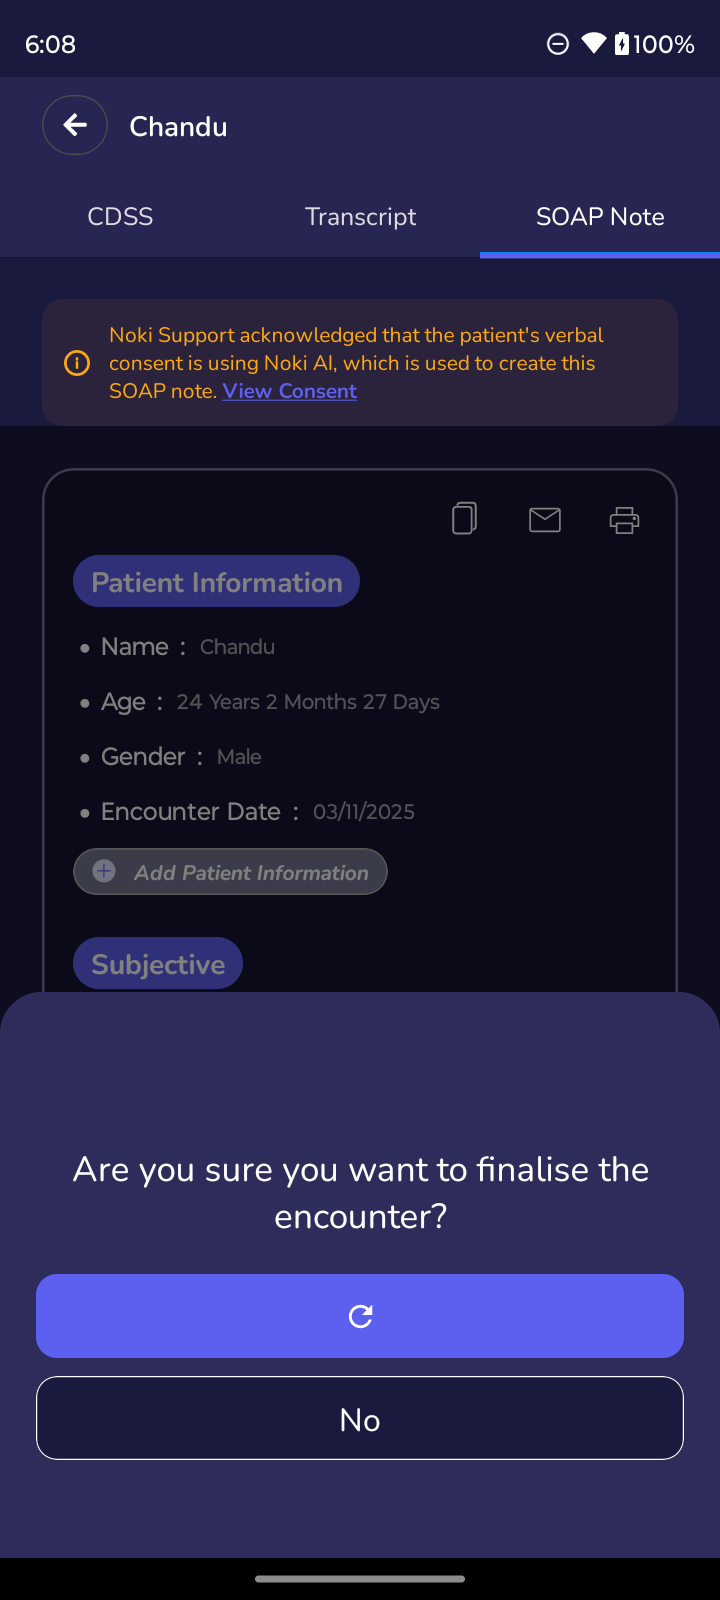 6:08
100%
Chandu
CDSS
Transcript
SOAP Note
Noki Support acknowledged that the patient's verbal
consent is using Noki AI, which is used to create this
SOAP note. View Consent
Patient Information
• Name : Chandu
• Age : 24 Years 2 Months 27 Days
• Gender : Male
• Encounter Date : 03/11/2025
Add Patient Information
Subjective
Are you sure you want to finalise the
encounter?
No